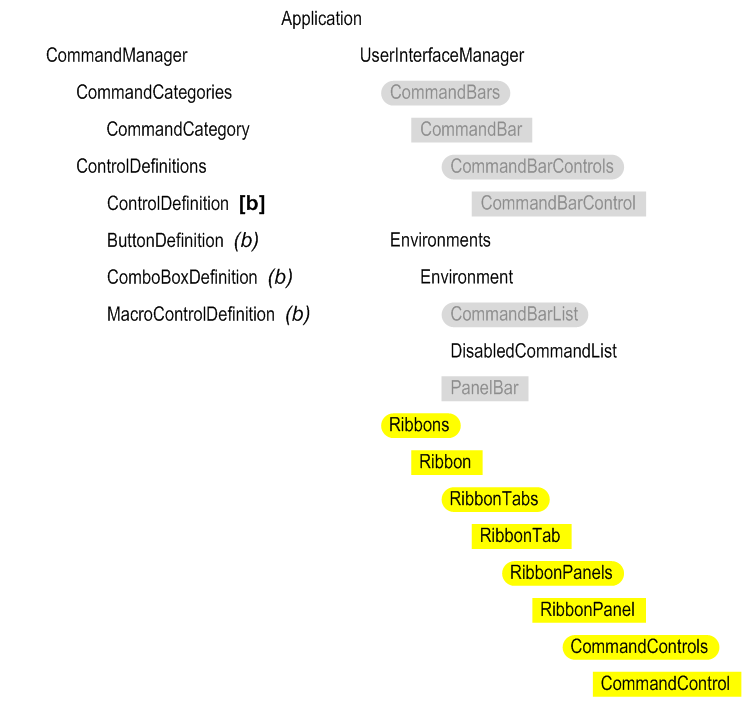 Application
CommandManager
CommandCategories
CommandCategory
ControlDefinitions
ControlDefinition [b]
ButtonDefinition (b)
ComboBoxDefinition (b)
MacroControlDefinition (b)
UserInterfaceManager
CommandBars
CommandBar
CommandBarControls
CommandBarControl
Environments
Environment
CommandBarList
DisabledCommandList
PanelBar
Ribbons
Ribbon
RibbonTabs
RibbonTab
RibbonPanels
RibbonPanel
CommandControls
CommandControl